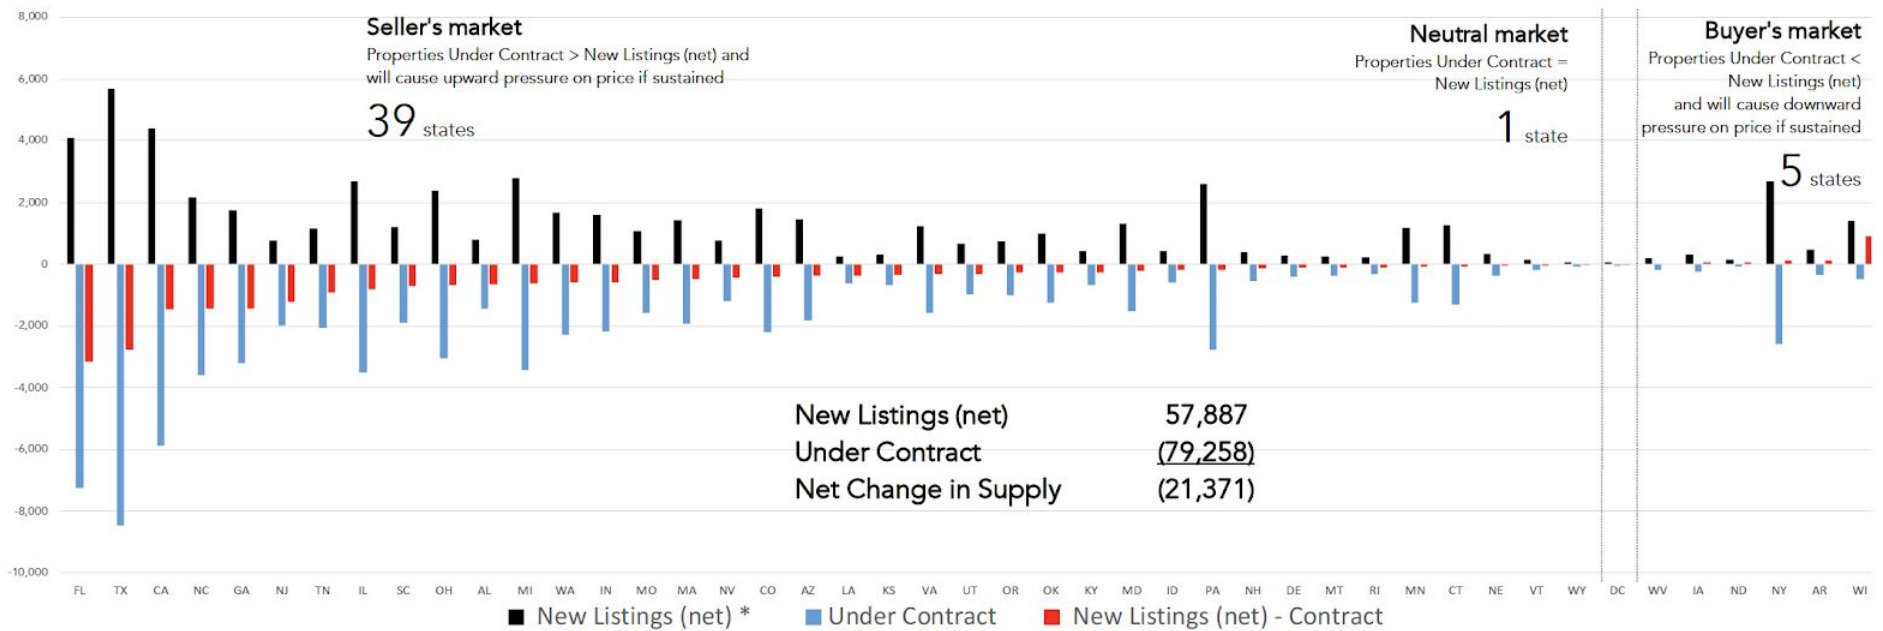 Seller's market
Properties Under Contract > New Listings (net) and
will cause upward pressure on price if sustained
39 states
Neutral market
Properties Under Contract =
New Listings (net)
1 state
Buyer's market
Properties Under Contract <
New Listings (net)
and will cause downward
pressure on price if sustained
5 states
8,000
6,000
4,000
2,000
0
-2,000
-4,000
-6,000
-8,000
-10,000
New Listings (net) 57,887
Under Contract (79,258)
Net Change in Supply (21,371)
FL TX CA NC GA NJ TN IL SC OH AL MI WA IN MO MA NV CO AZ LA KS VA UT OR OK KY MD ID PA NH DE MT RI MN CT NE VT WY DC WV IA ND NY AR WI
New Listings (net) * Under Contract New Listings (net) - Contract